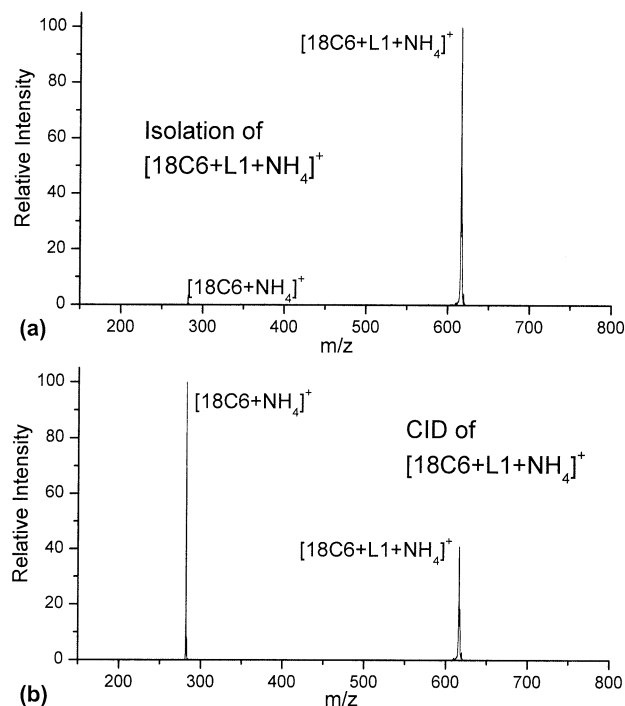 100
80
60
40
20
0
Relative Intensity
[18C6+L1+NH₄]⁺
Isolation of
[18C6+L1+NH₄]⁺
[18C6+NH₄]⁺
200 300 400 500 600 700 800
m/z
(a)
100
80
60
40
20
0
Relative Intensity
[18C6+NH₄]⁺
CID of
[18C6+L1+NH₄]⁺
[18C6+L1+NH₄]⁺
200 300 400 500 600 700 800
m/z
(b)